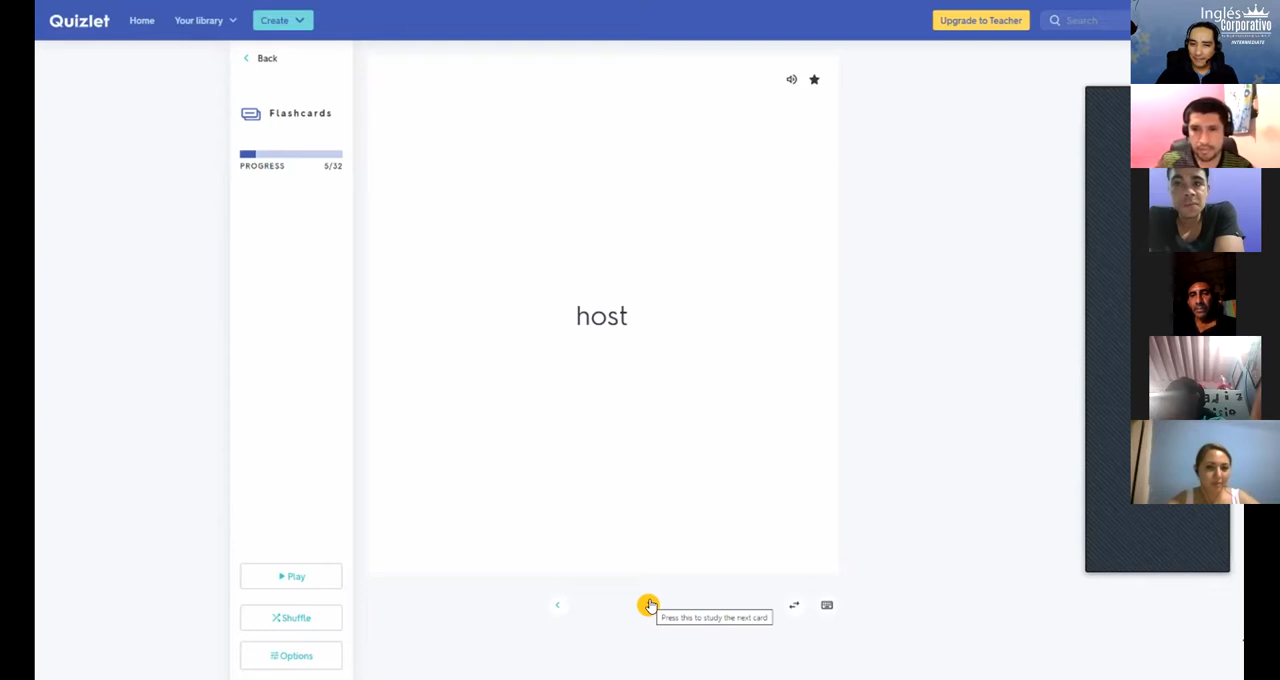 Quizlet
Home
Your library
Create
Upgrade to Teacher
Search
Inglés
Corporativo
INTERMEDIATE
Back
Flashcards
PROGRESS 5/32
host
Play
Shuffle
Options
Press this to study the next card